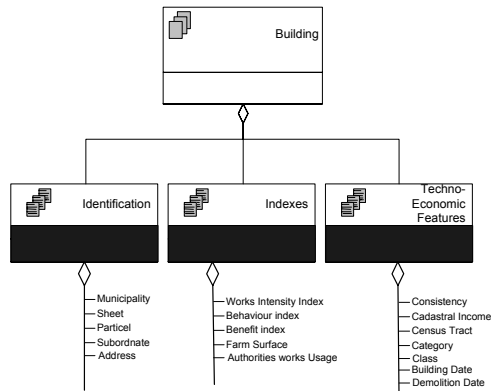 Building
Identification
Indexes
Techno-
Economic
Features
Municipality
Sheet
Particel
Subordnate
Address
Works Intensity Index
Behaviour index
Benefit index
Farm Surface
Authorities works Usage
Consistency
Cadastral Income
Census Tract
Category
Class
Building Date
Demolition Date